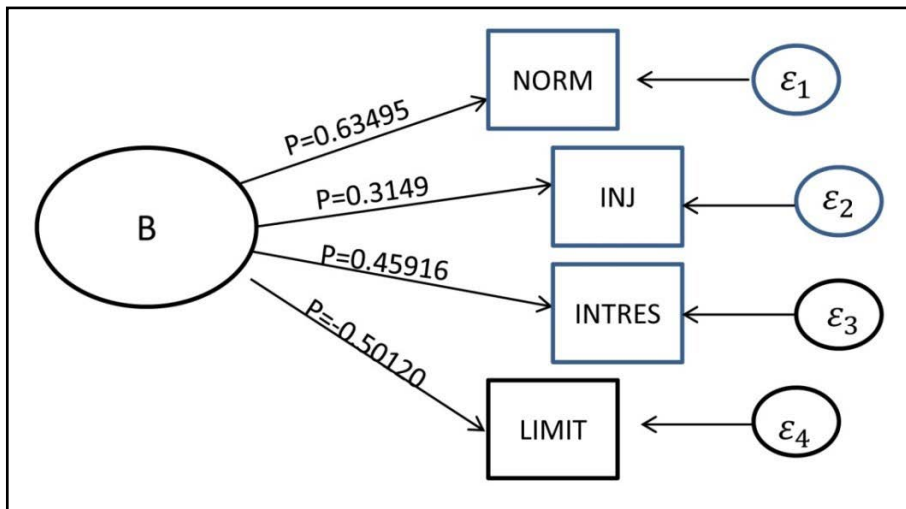 P=0.63495
NORM
ε1
P=0.3149
INJ
ε2
B
P=0.45916
INTRES
ε3
P=-0.50120
LIMIT
ε4